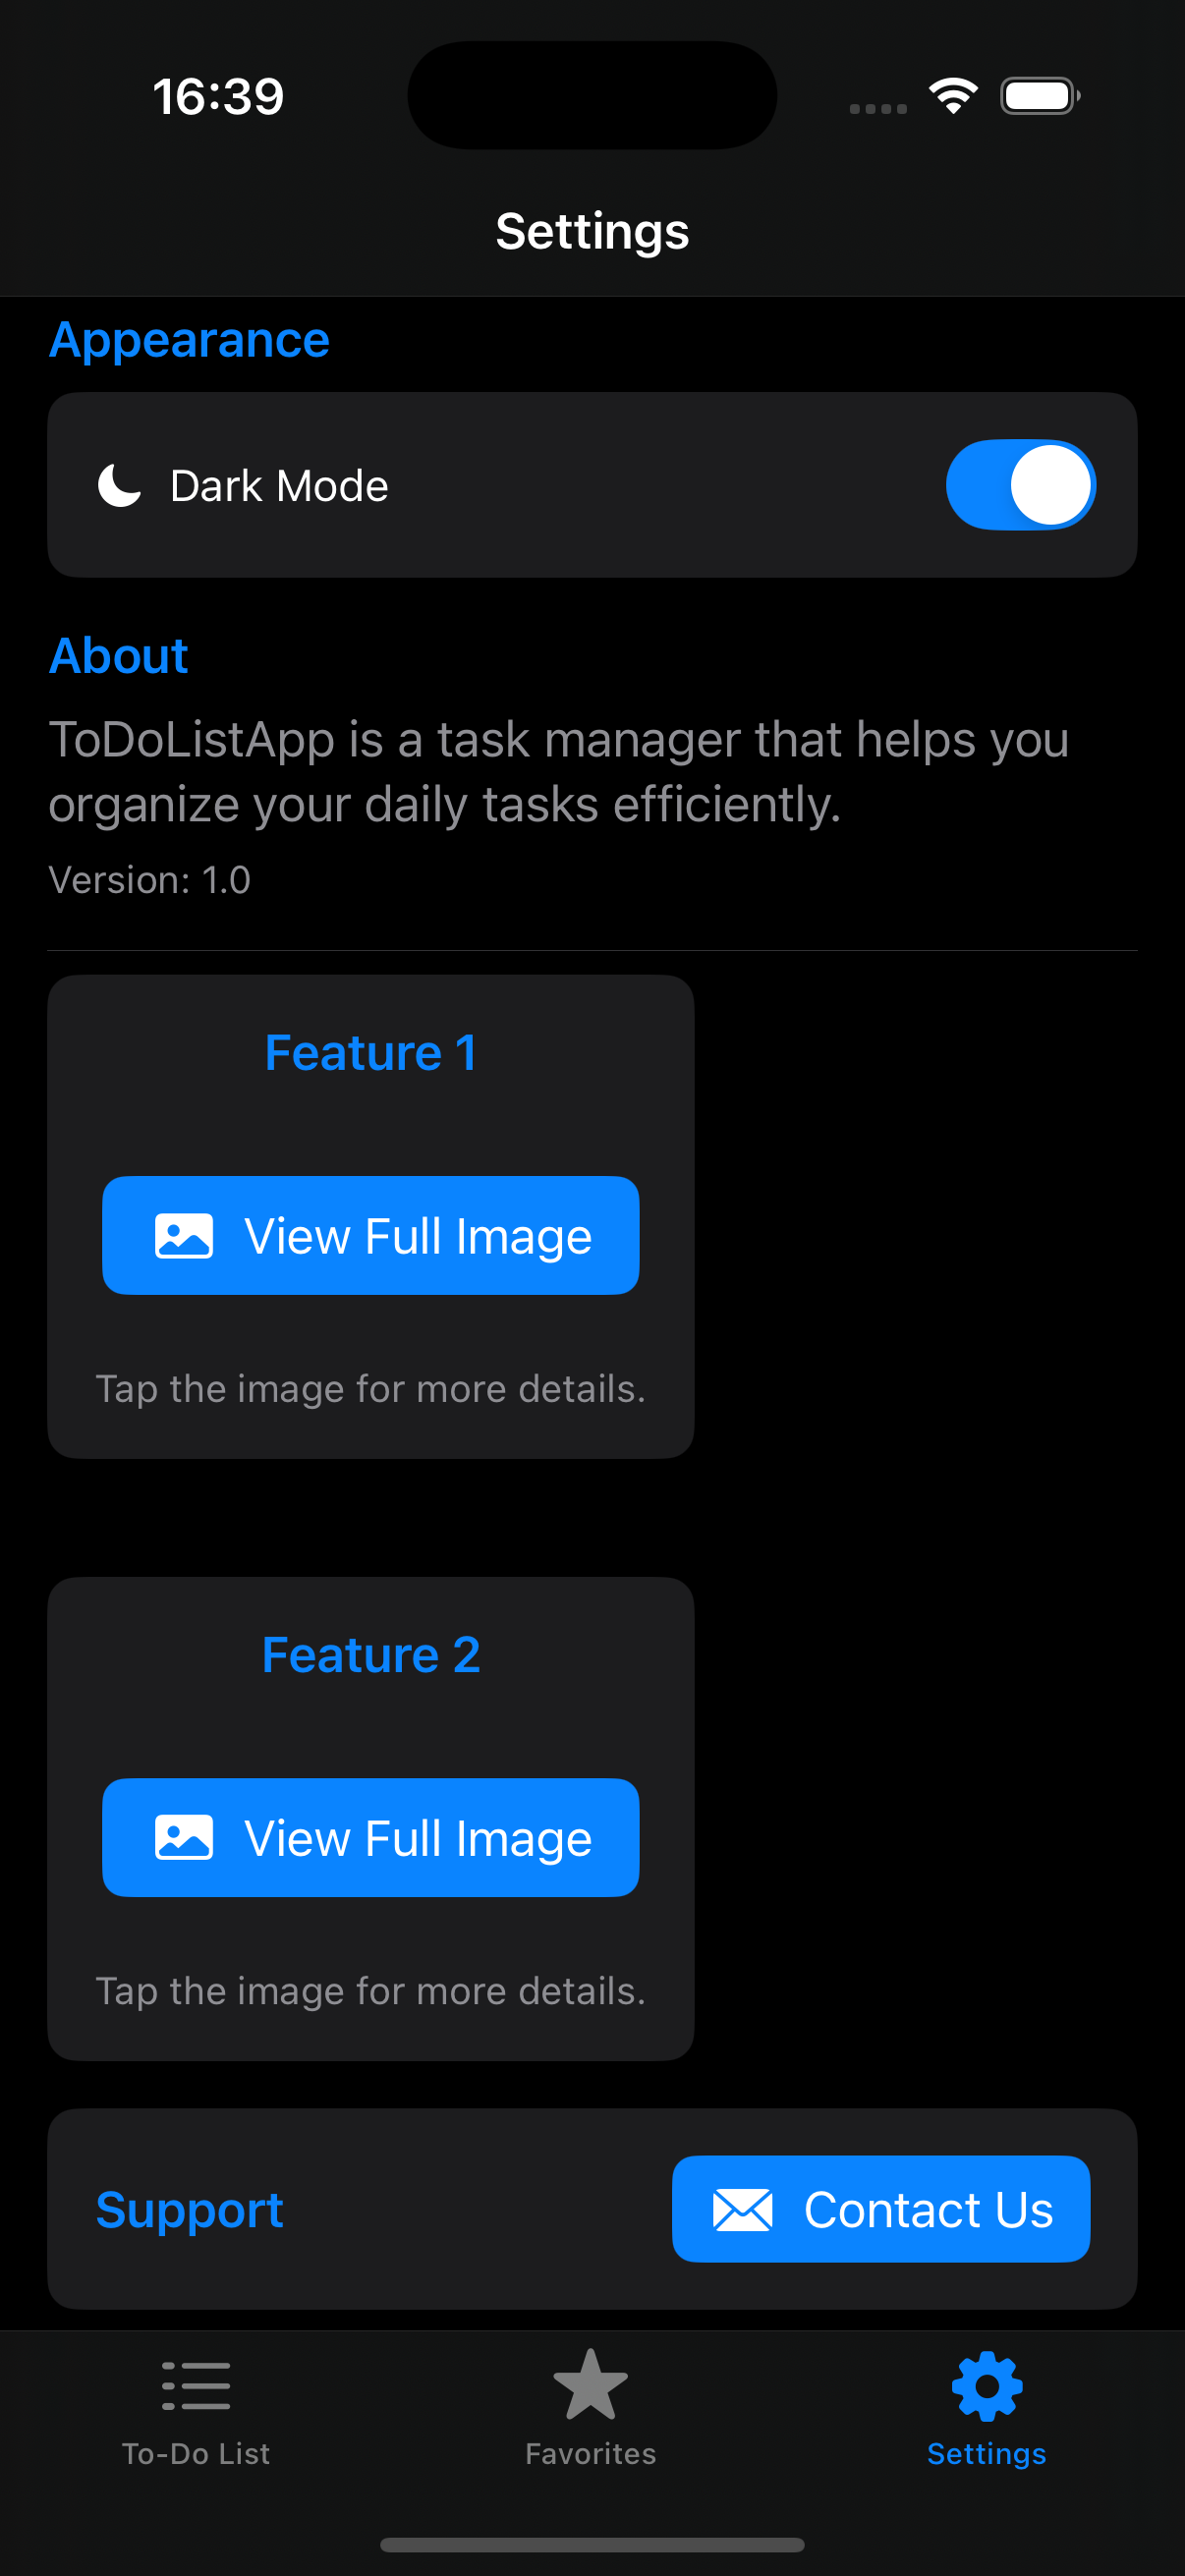 16:39
Settings
Appearance
Dark Mode
About
ToDoListApp is a task manager that helps you
organize your daily tasks efficiently.
Version: 1.0
Feature 1
View Full Image
Tap the image for more details.
Feature 2
View Full Image
Tap the image for more details.
Support
Contact Us
To-Do List
Favorites
Settings